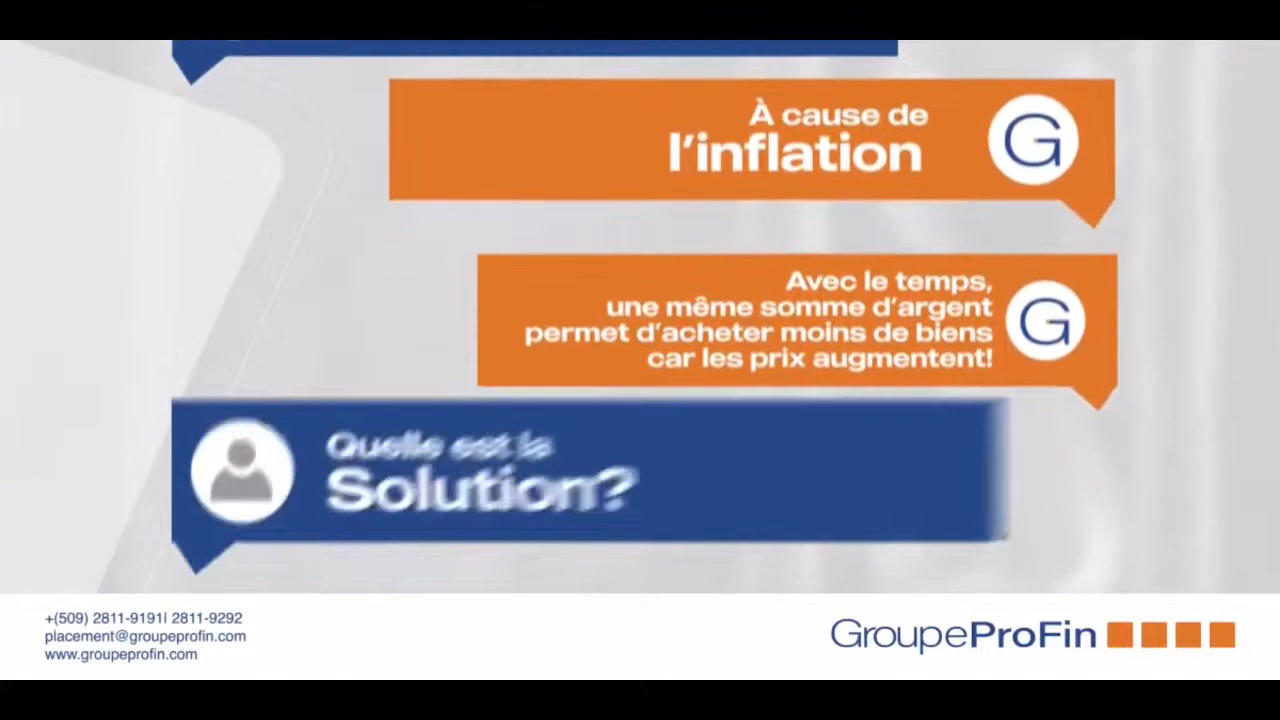 À cause de
l'inflation
G
Avec le temps,
une même somme d'argent
permet d'acheter moins de biens
car les prix augmentent!
G
Quelle est la
Solution?
+(509) 2811-9191| 2811-9292
placement@groupeprofin.com
www.groupeprofin.com
GroupeProFin